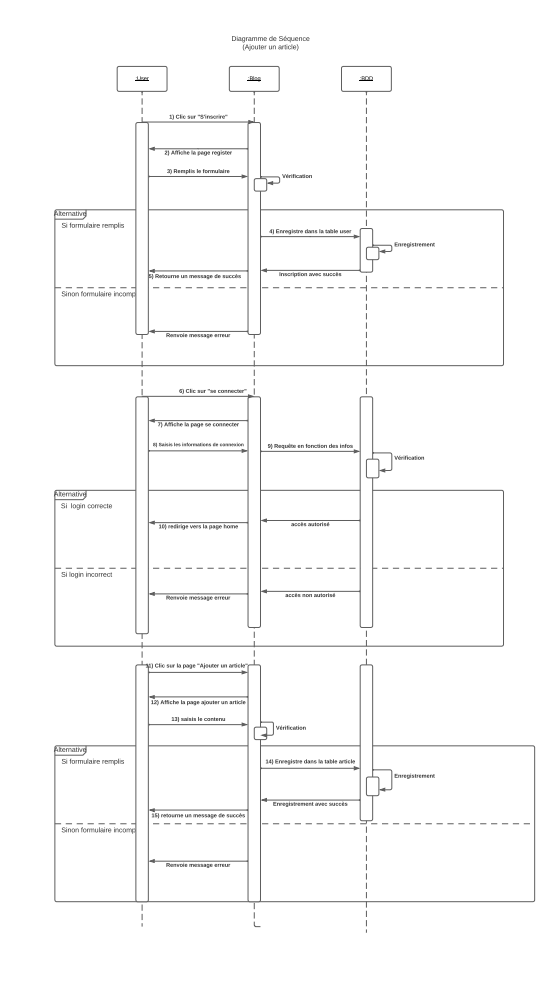 Diagramme de Séquence
(Ajouter un article)
:User
:Blog
:BDD
1) Clic sur "S'inscrire"
2) Affiche la page register
3) Remplis le formulaire
Vérification
Alternative
Si formulaire remplis
4) Enregistre dans la table user
Enregistrement
Inscription avec succès
5) Retourne un message de succès
Sinon formulaire incomp
Renvoie message erreur
6) Clic sur "se connecter"
7) Affiche la page se connecter
8) Saisis les informations de connexion
9) Requête en fonction des infos
Vérification
Alternative
Si login correcte
accès autorisé
10) redirige vers la page home
Si login incorrect
accès non autorisé
Renvoie message erreur
11) Clic sur la page "Ajouter un article"
12) Affiche la page ajouter un article
13) saisis le contenu
Vérification
Alternative
Si formulaire remplis
14) Enregistre dans la table article
Enregistrement
Enregistrement avec succès
15) retourne un message de succès
Sinon formulaire incomp
Renvoie message erreur